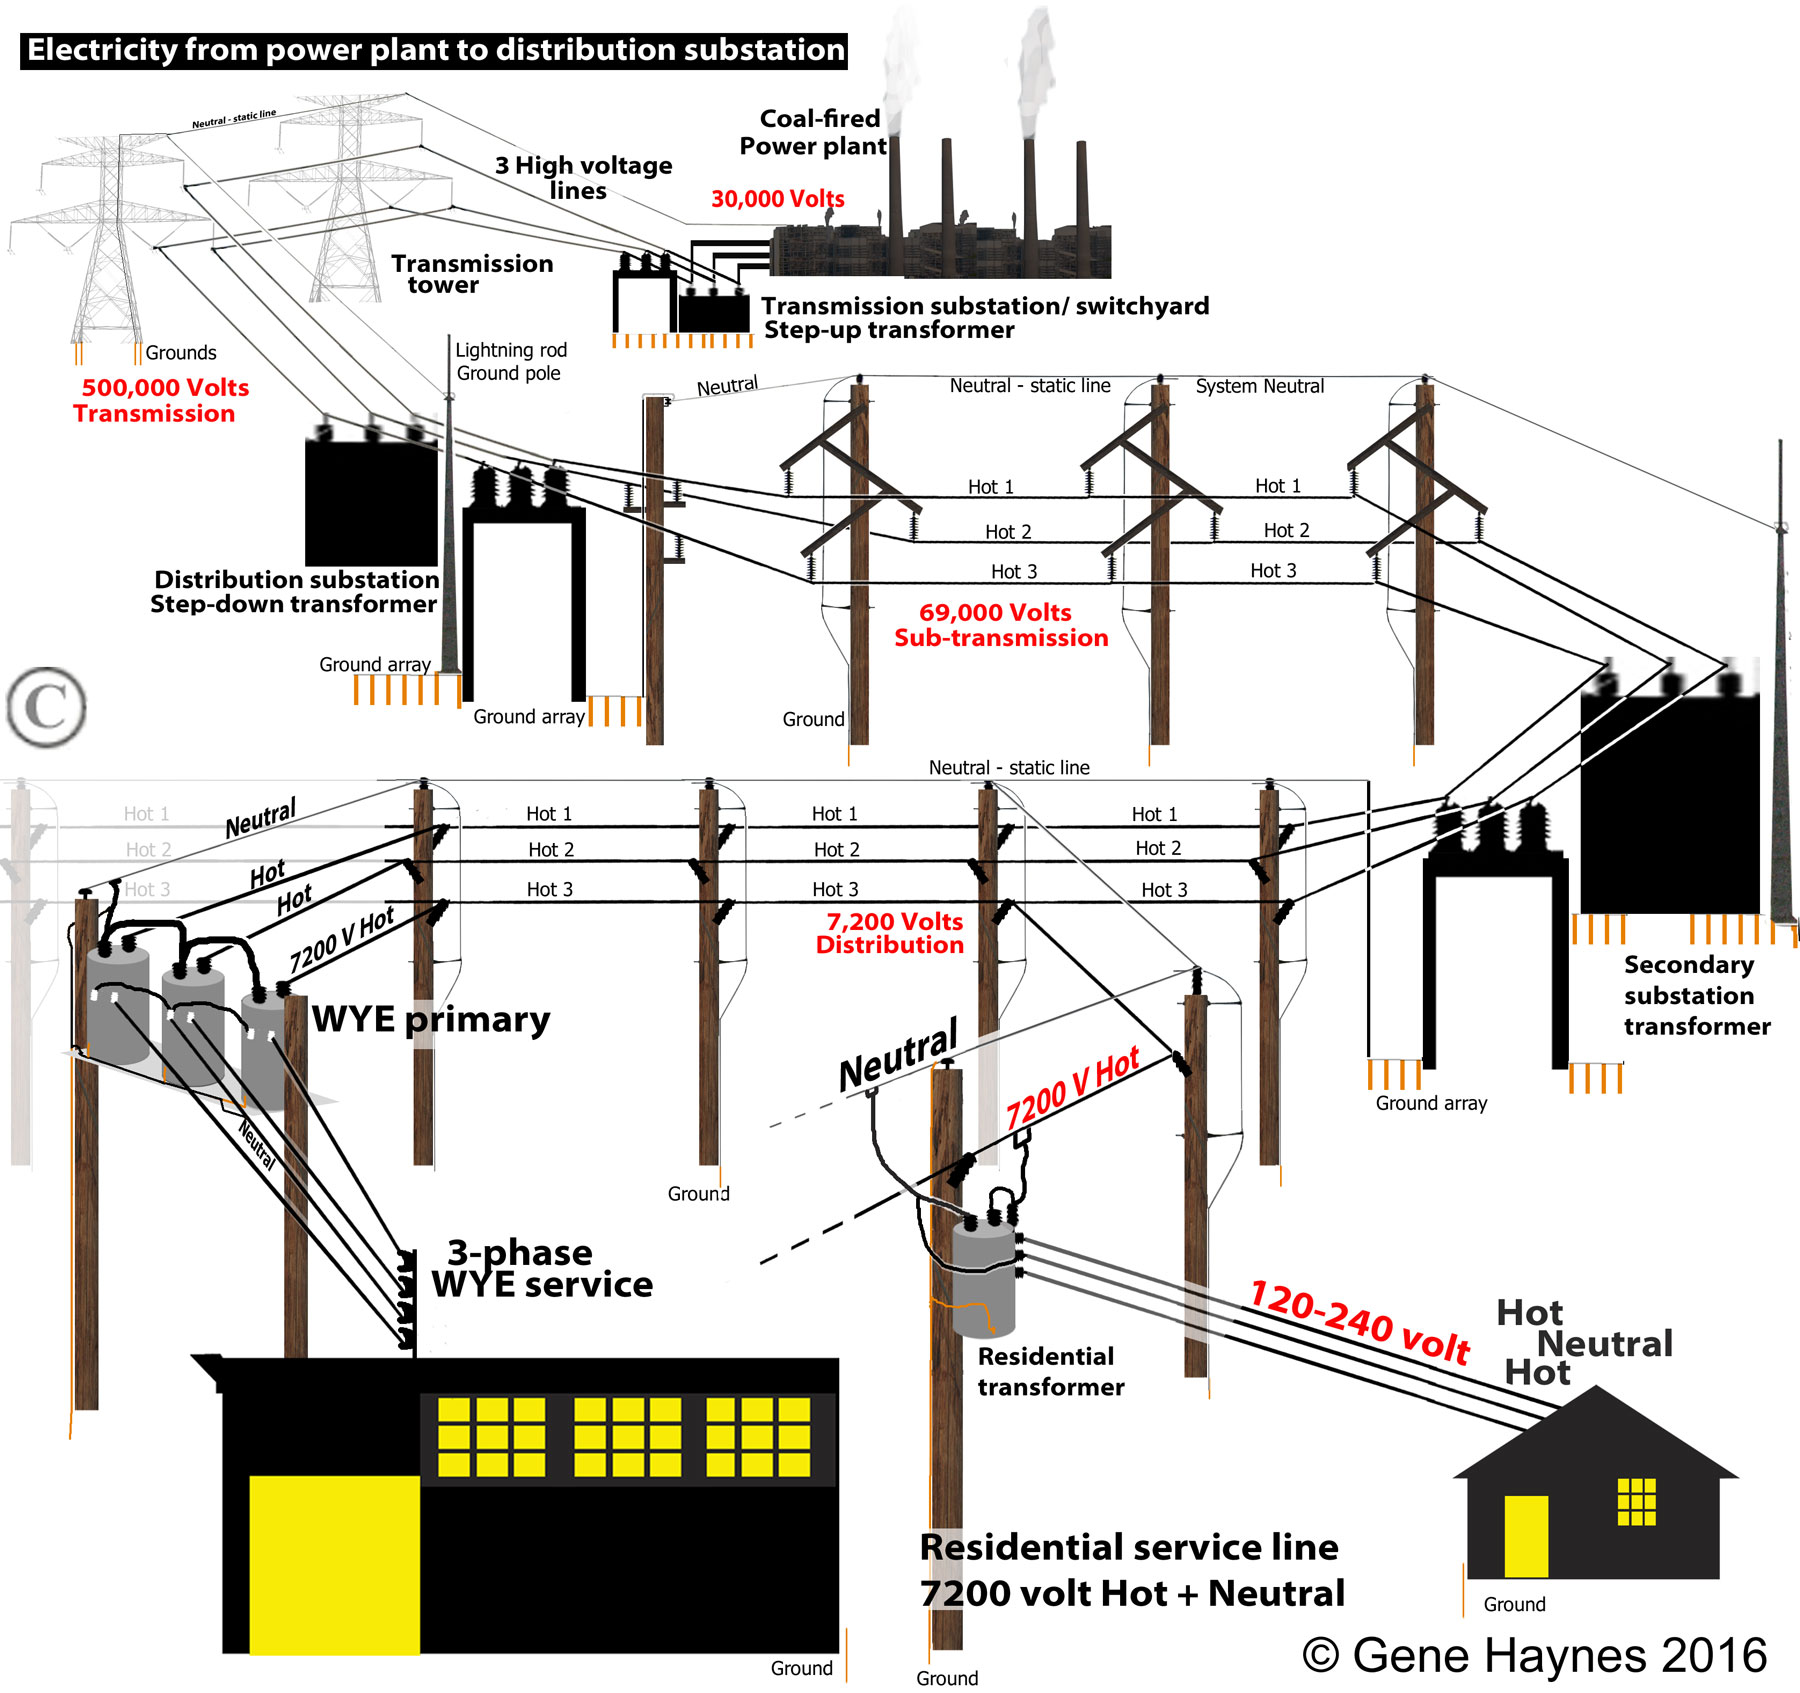 Electricity from power plant to distribution substation
Neutral - static line
Coal-fired
Power plant
3 High voltage
lines
30,000 Volts
Transmission
tower
Transmission substation/ switchyard
Step-up transformer
Grounds
500,000 Volts
Transmission
Lightning rod
Ground pole
Neutral
Neutral - static line
System Neutral
Hot 1
Hot 1
Hot 2
Hot 2
Hot 3
Hot 3
69,000 Volts
Sub-transmission
Distribution substation
Step-down transformer
Ground array
Ground array
Ground
©
Neutral - static line
Hot 1
Neutral
Hot 1
Hot 1
Hot 1
Hot 2
Hot
Hot 2
Hot 2
Hot 2
Hot 3
Hot
Hot 3
Hot 3
Hot 3
7200 V Hot
7,200 Volts
Distribution
Secondary
substation
transformer
WYE primary
Neutral
7200 V Hot
Ground array
Neutral
Ground
3-phase
WYE service
120-240 volt
Hot
Neutral
Hot
Residential
transformer
Residential service line
7200 volt Hot + Neutral
Ground
Ground
Ground
© Gene Haynes 2016